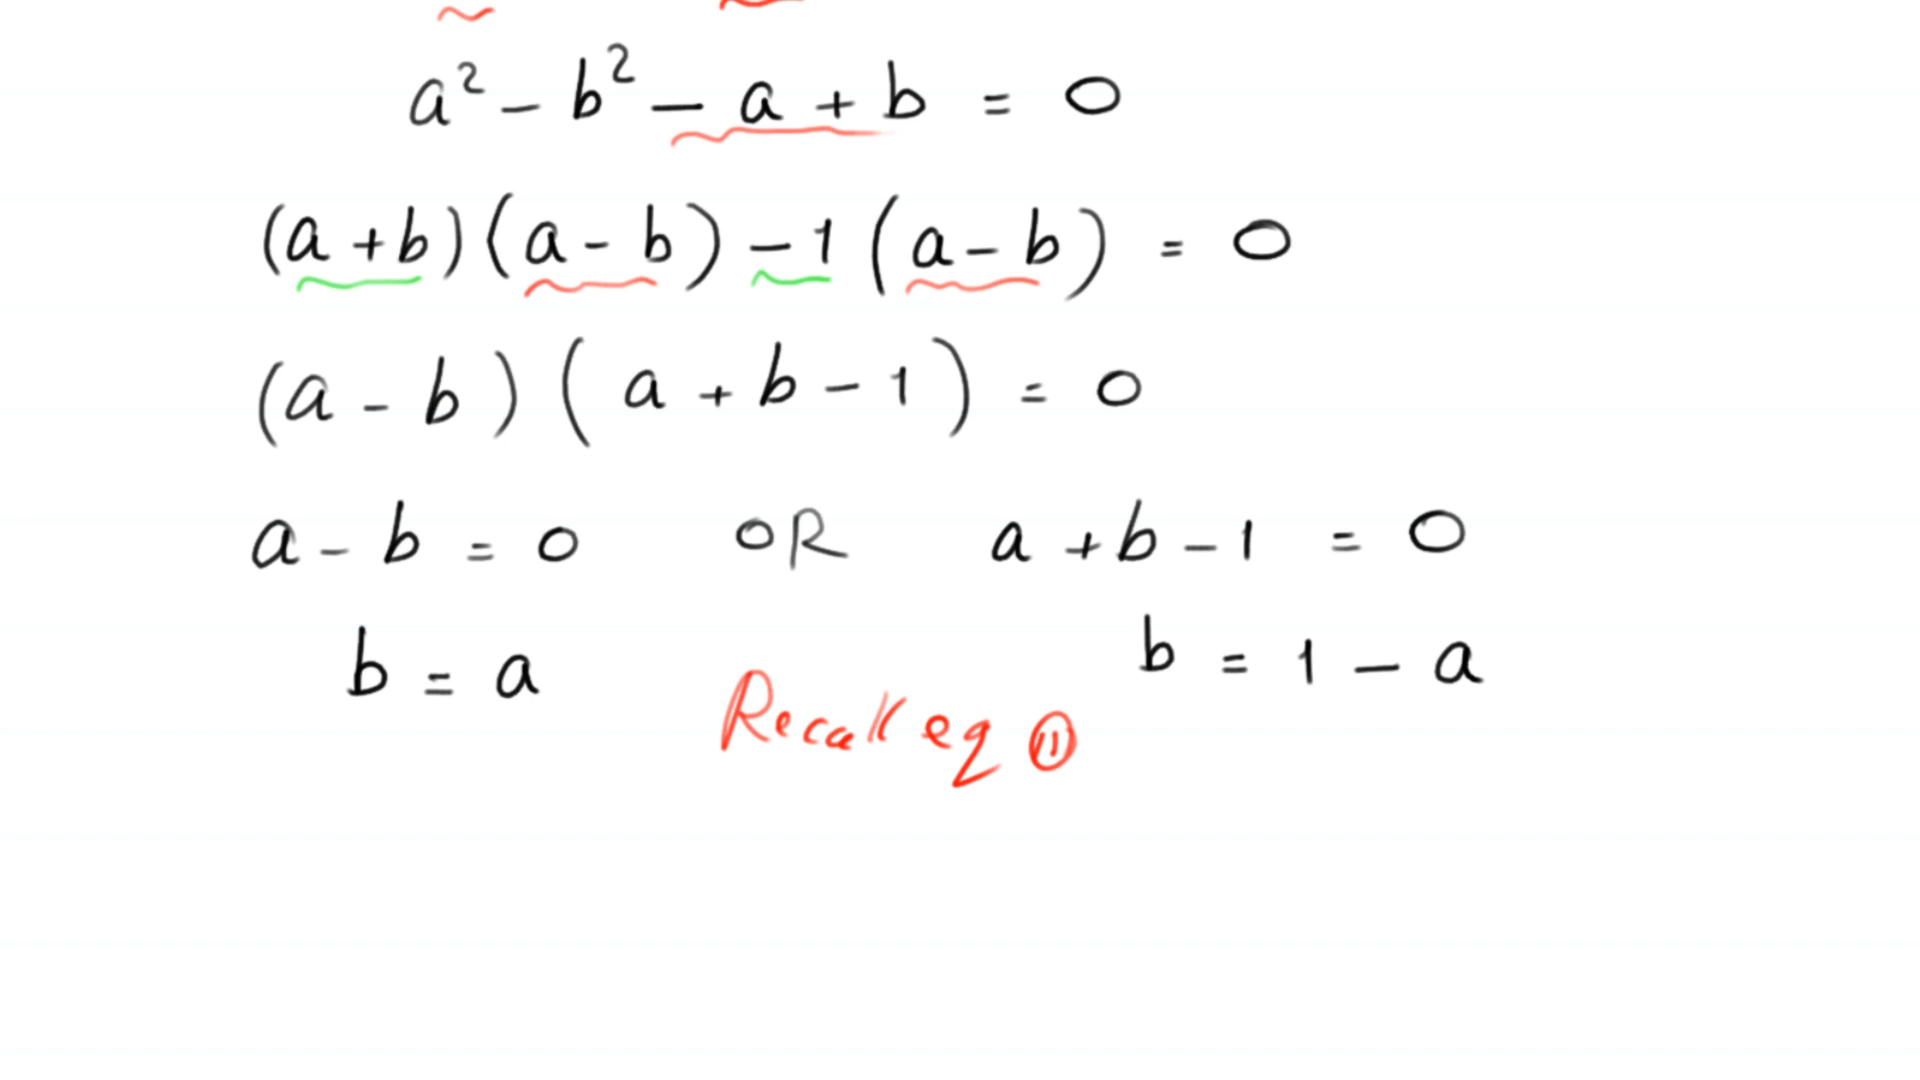 a² - b² - a + b = 0
(a + b) (a - b) - 1 (a - b) = 0
(a - b) (a + b - 1) = 0
a - b = 0 OR a + b - 1 = 0
b = a b = 1 - a
Recall eq ⑪